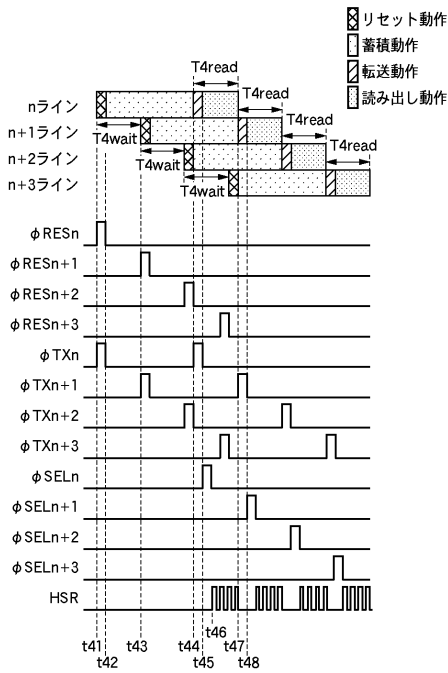 リセット動作
蓄積動作
転送動作
読み出し動作
T4read
T4read
T4read
T4read
nライン
n+1ライン
n+2ライン
n+3ライン
T4wait
T4wait
T4wait
φRESn
φRESn+1
φRESn+2
φRESn+3
φTXn
φTXn+1
φTXn+2
φTXn+3
φSELn
φSELn+1
φSELn+2
φSELn+3
HSR
t41
t42
t43
t44
t45
t46
t47
t48